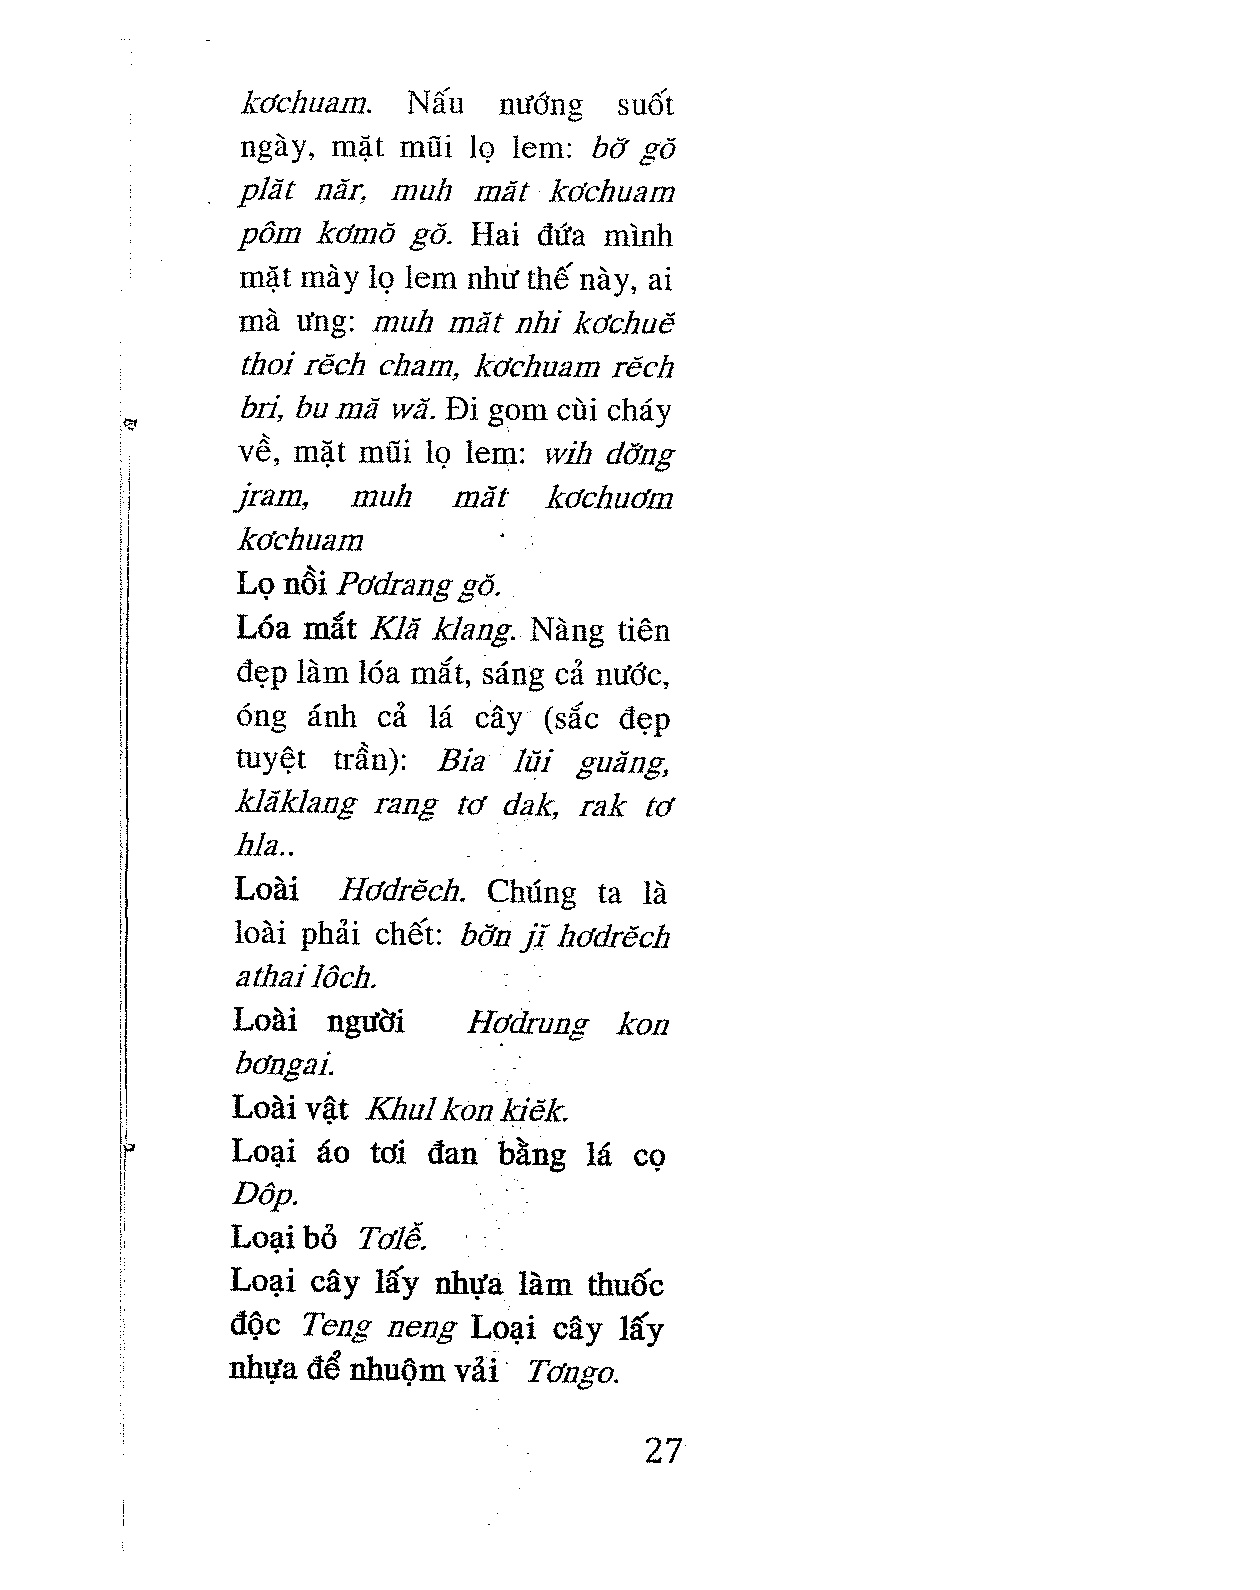 kơchuam. Nấu nướng suốt
ngày, mặt mũi lọ lem: bơ̆ gŏ
plăt năr, muh măt kơchuam
pôm kơmŏ gŏ. Hai đứa mình
mặt mày lọ lem như thế này, ai
mà ưng: muh măt nhi kơchuĕ
thoi rĕch cham, kơchuam rĕch
bri, bu mă wă. Đi gom cùi cháy
về, mặt mũi lọ lem: wih dơ̆ng
jram, muh măt kơchuơm
kơchuam
Lọ nồi Pơdrang gŏ.
Lóa mắt Klă klang. Nàng tiên
đẹp làm lóa mắt, sáng cả nước,
óng ánh cả lá cây (sắc đẹp
tuyệt trần): Bia lŭi guăng,
klăklang rang tơ dak, rak tơ
hla..
Loài Hơdrĕch. Chúng ta là
loài phải chết: bơ̆n jĭ hơdrĕch
athai lôch.
Loài người Hơdrung kon
bơngai.
Loài vật Khul kon kiĕk.
Loại áo tơi đan bằng lá cọ
Dôp.
Loại bỏ Tơlê̆.
Loại cây lấy nhựa làm thuốc
độc Teng neng Loại cây lấy
nhựa để nhuộm vải Tơngo.
27